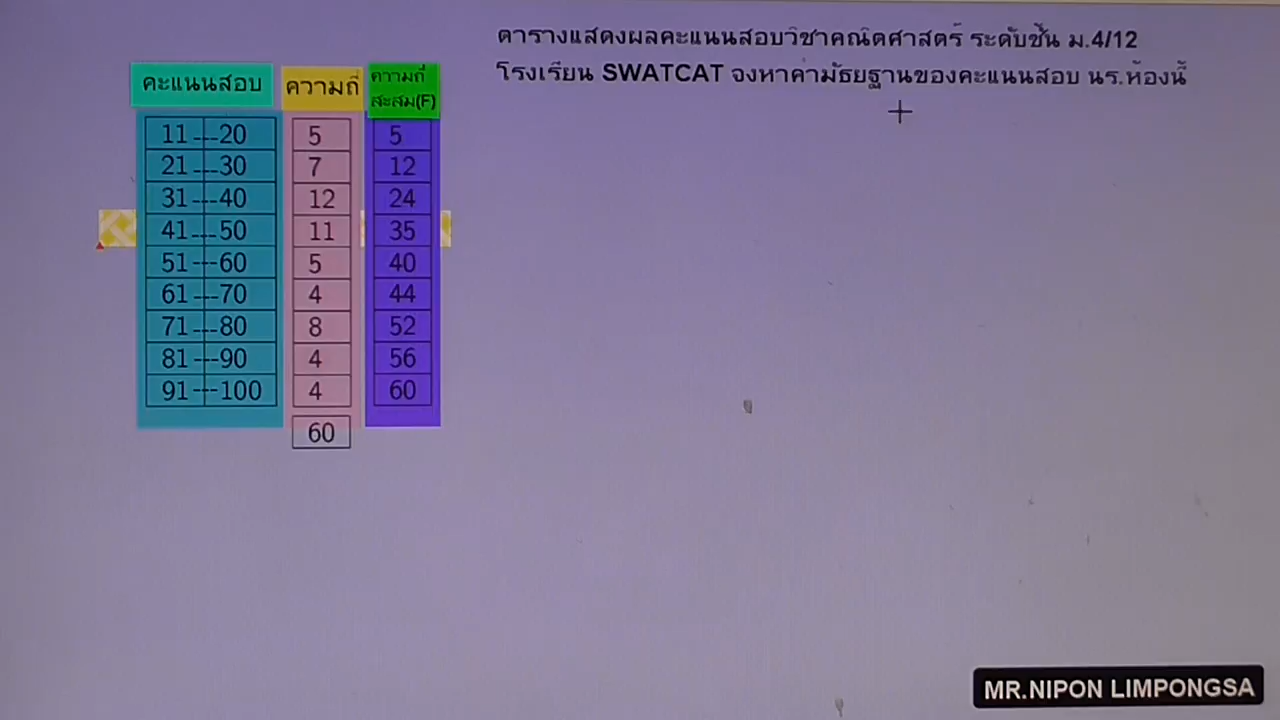 ตารางแสดงผลคะแนนสอบวิชาคณิตศาสตร์ ระดับชั้น ม.4/12
โรงเรียน SWATCAT จงหาค่ามัธยฐานของคะแนนสอบ นร.ห้องนี้
คะแนนสอบ ความถี่ ความถี่
สะสม(F)
11---20 5 5
21---30 7 12
31---40 12 24
41---50 11 35
51---60 5 40
61---70 4 44
71---80 8 52
81---90 4 56
91---100 4 60
60
MR.NIPON LIMPONGSA